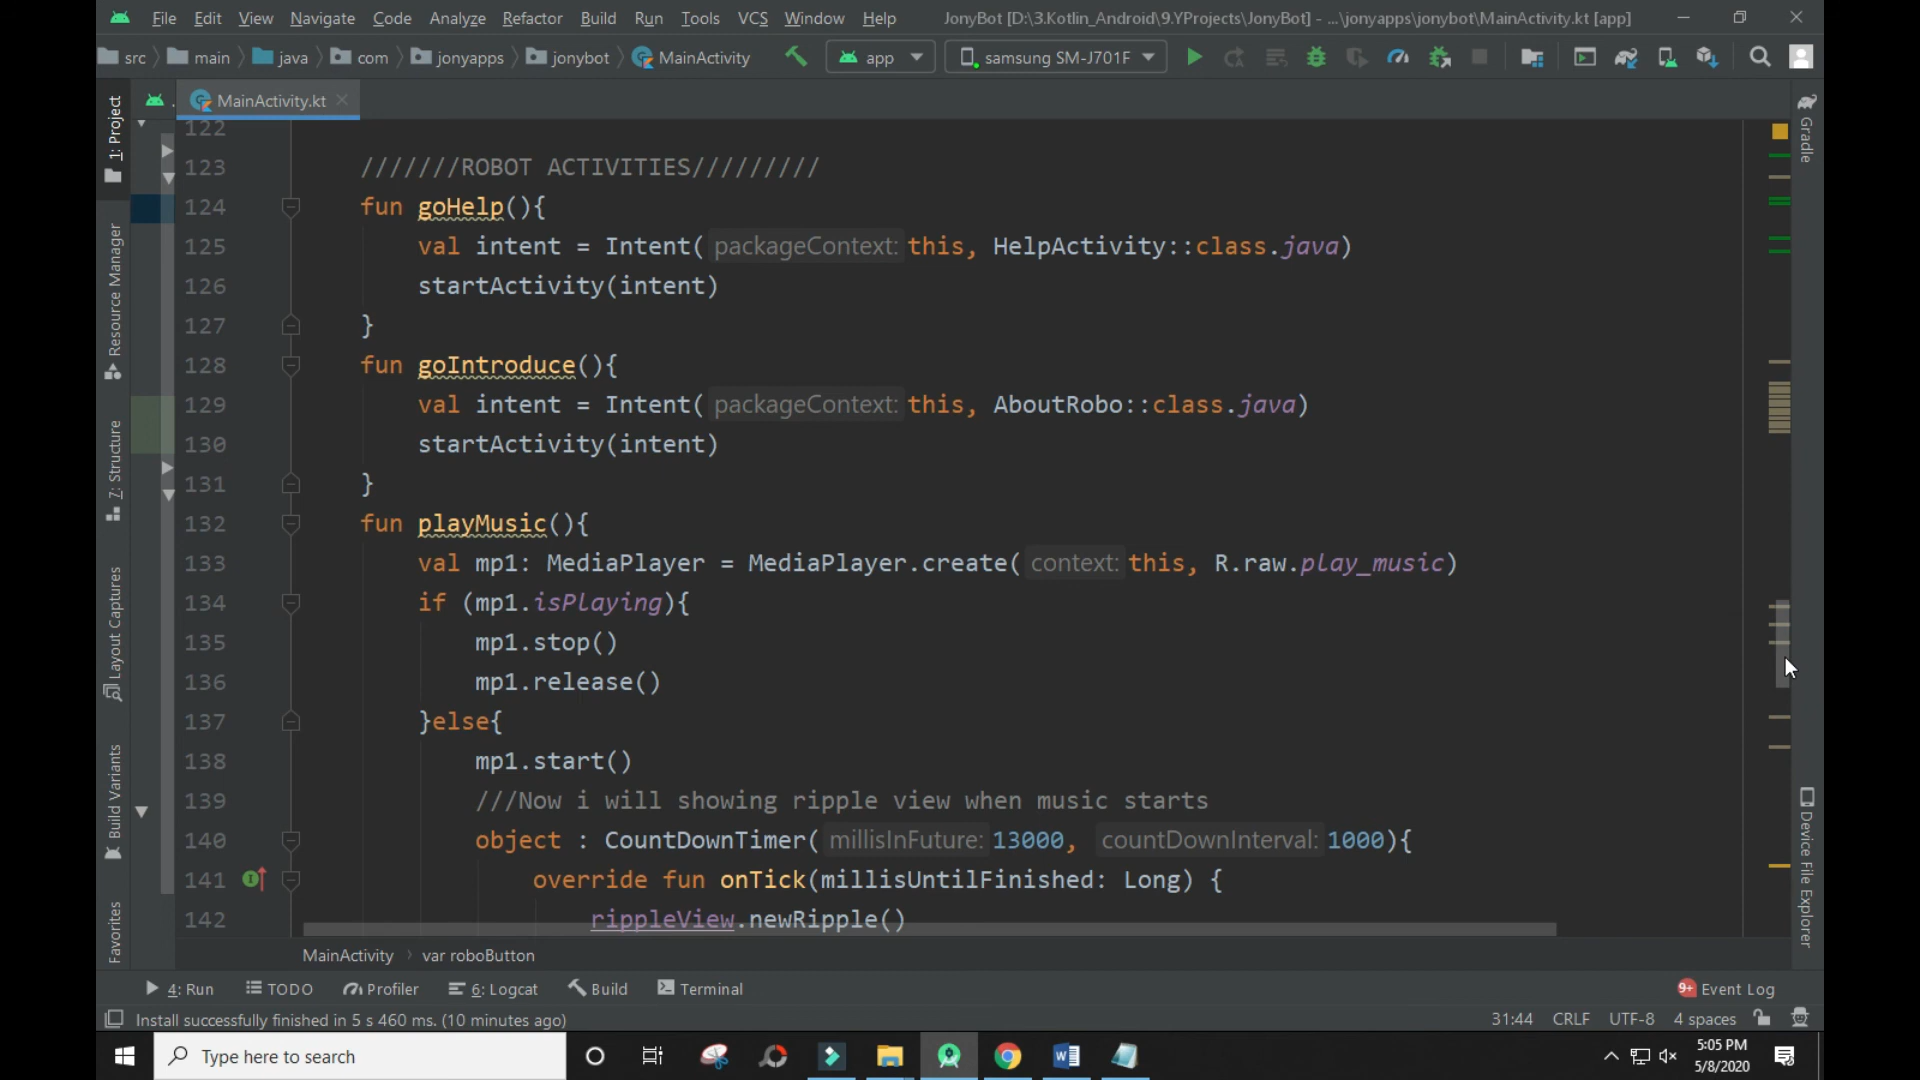 File Edit View Navigate Code Analyze Refactor Build Run Tools VCS Window Help JonyBot [D:\3.Kotlin_Android\9.YProjects\JonyBot] - ...\jonyapps\jonybot\MainActivity.kt [app]
src main java com jonyapps jonybot MainActivity app samsung SM-J701F
MainActivity.kt
1: Project
Resource Manager
7: Structure
Layout Captures
Build Variants
Favorites
Gradle
Device File Explorer
122
123 ///////ROBOT ACTIVITIES/////////
124 fun goHelp(){
125 val intent = Intent( packageContext: this, HelpActivity::class.java)
126 startActivity(intent)
127 }
128 fun goIntroduce(){
129 val intent = Intent( packageContext: this, AboutRobo::class.java)
130 startActivity(intent)
131 }
132 fun playMusic(){
133 val mp1: MediaPlayer = MediaPlayer.create( context: this, R.raw.play_music)
134 if (mp1.isPlaying){
135 mp1.stop()
136 mp1.release()
137 }else{
138 mp1.start()
139 ///Now i will showing ripple view when music starts
140 object : CountDownTimer( millisInFuture: 13000, countDownInterval: 1000){
141 override fun onTick(millisUntilFinished: Long) {
142 rippleView.newRipple()
MainActivity › var roboButton
4: Run TODO Profiler 6: Logcat Build Terminal 9+ Event Log
Install successfully finished in 5 s 460 ms. (10 minutes ago) 31:44 CRLF UTF-8 4 spaces
Type here to search 5:05 PM
5/8/2020